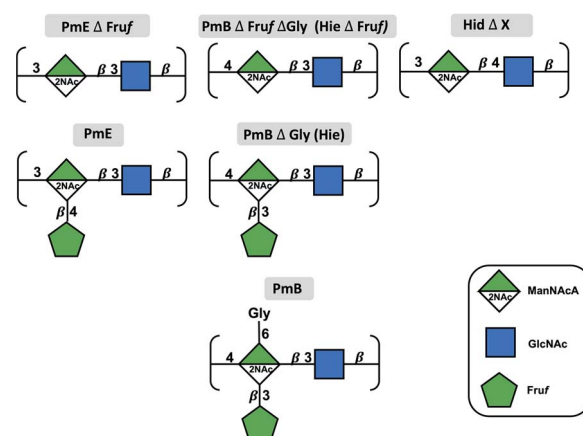 PmE Δ Fruf
PmB Δ Fruf ΔGly (Hie Δ Fruf)
Hid Δ X
3 2NAc β 3 β
4 2NAc β 3 β
3 2NAc β 4 β
PmE
PmB Δ Gly (Hie)
3 2NAc β 3 β
β 4
4 2NAc β 3 β
β 3
PmB
Gly
6
4 2NAc β 3 β
β 3
2NAc ManNAcA
GlcNAc
Fruf